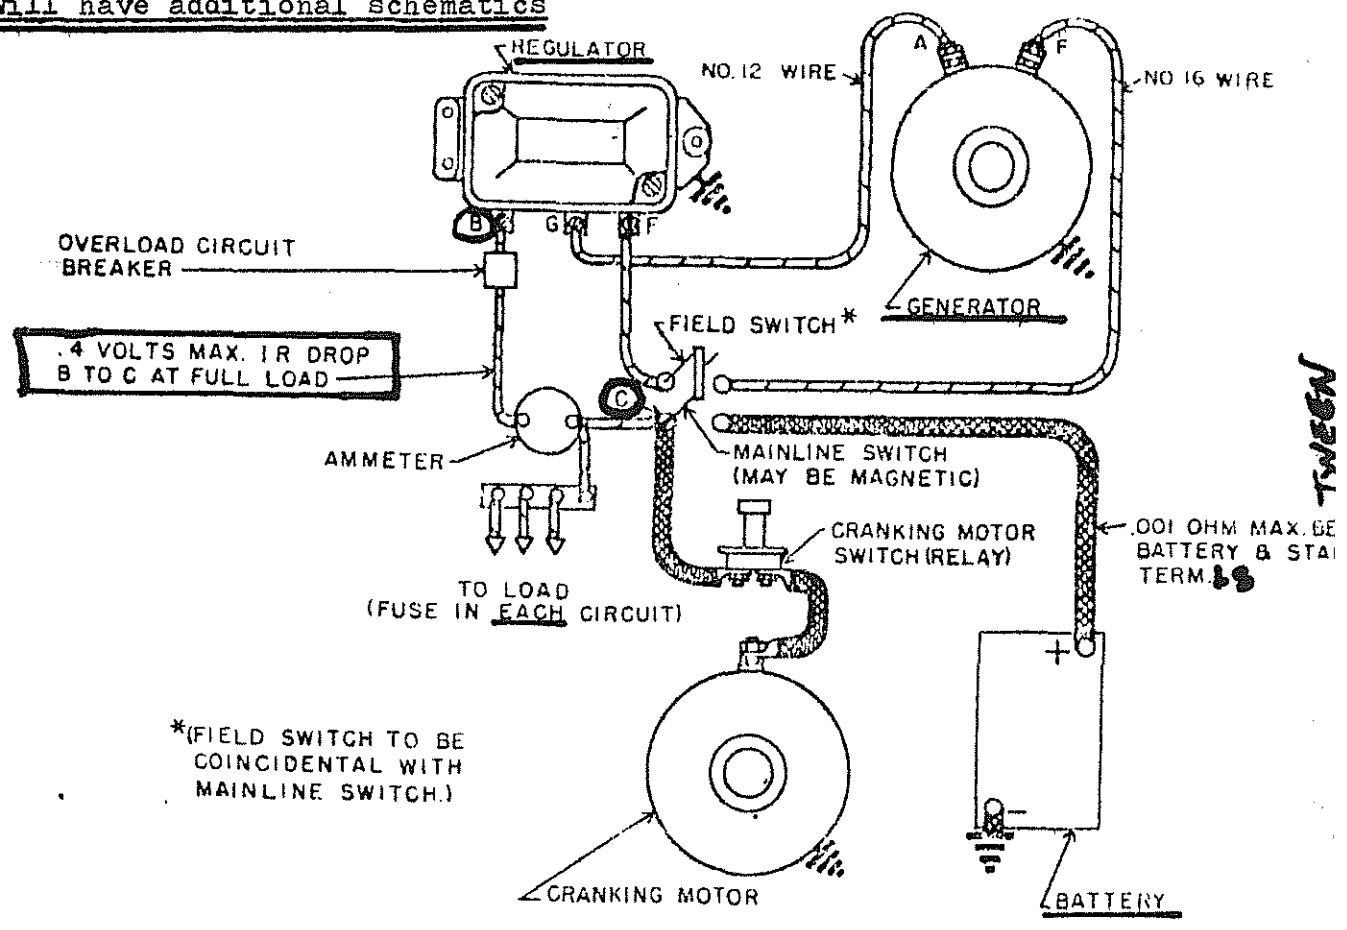 will have additional schematics
REGULATOR
A
F
NO. 12 WIRE
NO 16 WIRE
B
G
F
OVERLOAD CIRCUIT
BREAKER
GENERATOR
FIELD SWITCH*
.4 VOLTS MAX. IR DROP
B TO C AT FULL LOAD
C
TWEEN
AMMETER
MAINLINE SWITCH
(MAY BE MAGNETIC)
CRANKING MOTOR
SWITCH (RELAY)
.001 OHM MAX. BE
BATTERY & STA
TERM.
TO LOAD
(FUSE IN EACH CIRCUIT)
+
*(FIELD SWITCH TO BE
COINCIDENTAL WITH
MAINLINE SWITCH.)
-
CRANKING MOTOR
BATTERY